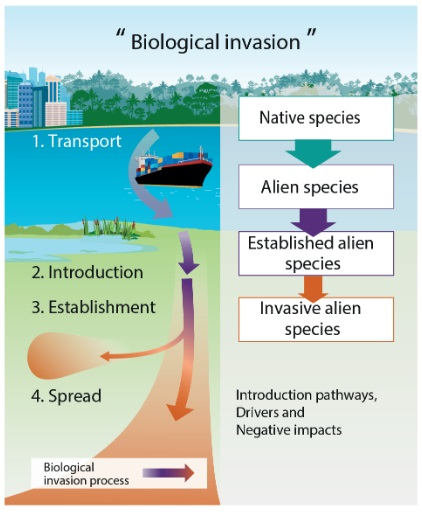 “ Biological invasion ”
1. Transport
2. Introduction
3. Establishment
4. Spread
Biological
invasion process
Native species
Alien species
Established alien
species
Invasive alien
species
Introduction pathways,
Drivers and
Negative impacts